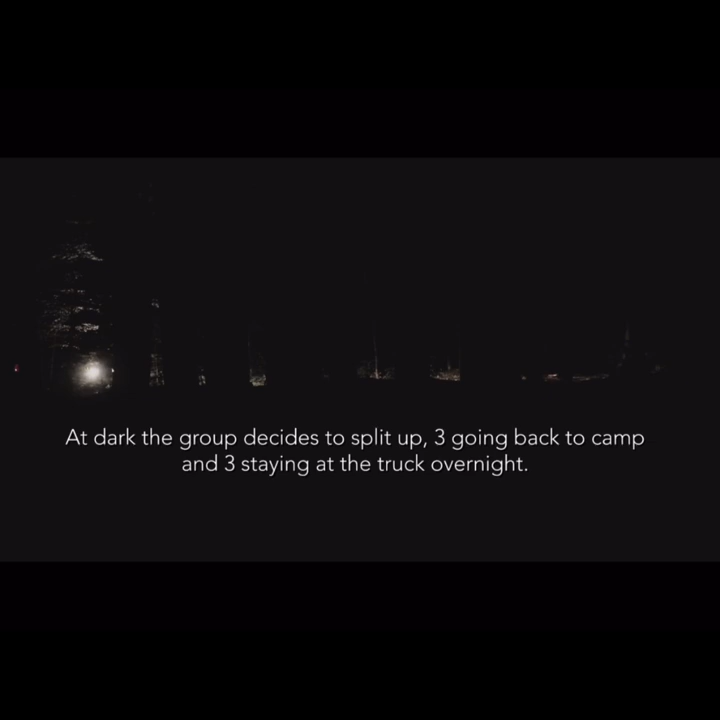 At dark the group decides to split up, 3 going back to camp
and 3 staying at the truck overnight.